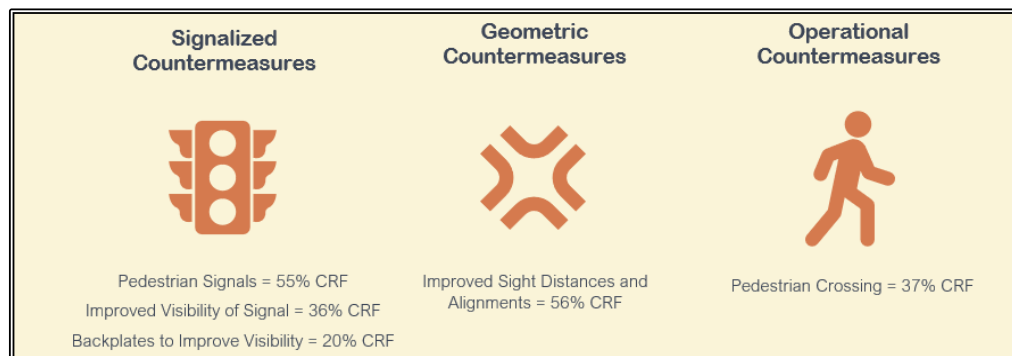 Signalized
Countermeasures
Geometric
Countermeasures
Operational
Countermeasures
Pedestrian Signals = 55% CRF
Improved Visibility of Signal = 36% CRF
Backplates to Improve Visibility = 20% CRF
Improved Sight Distances and
Alignments = 56% CRF
Pedestrian Crossing = 37% CRF